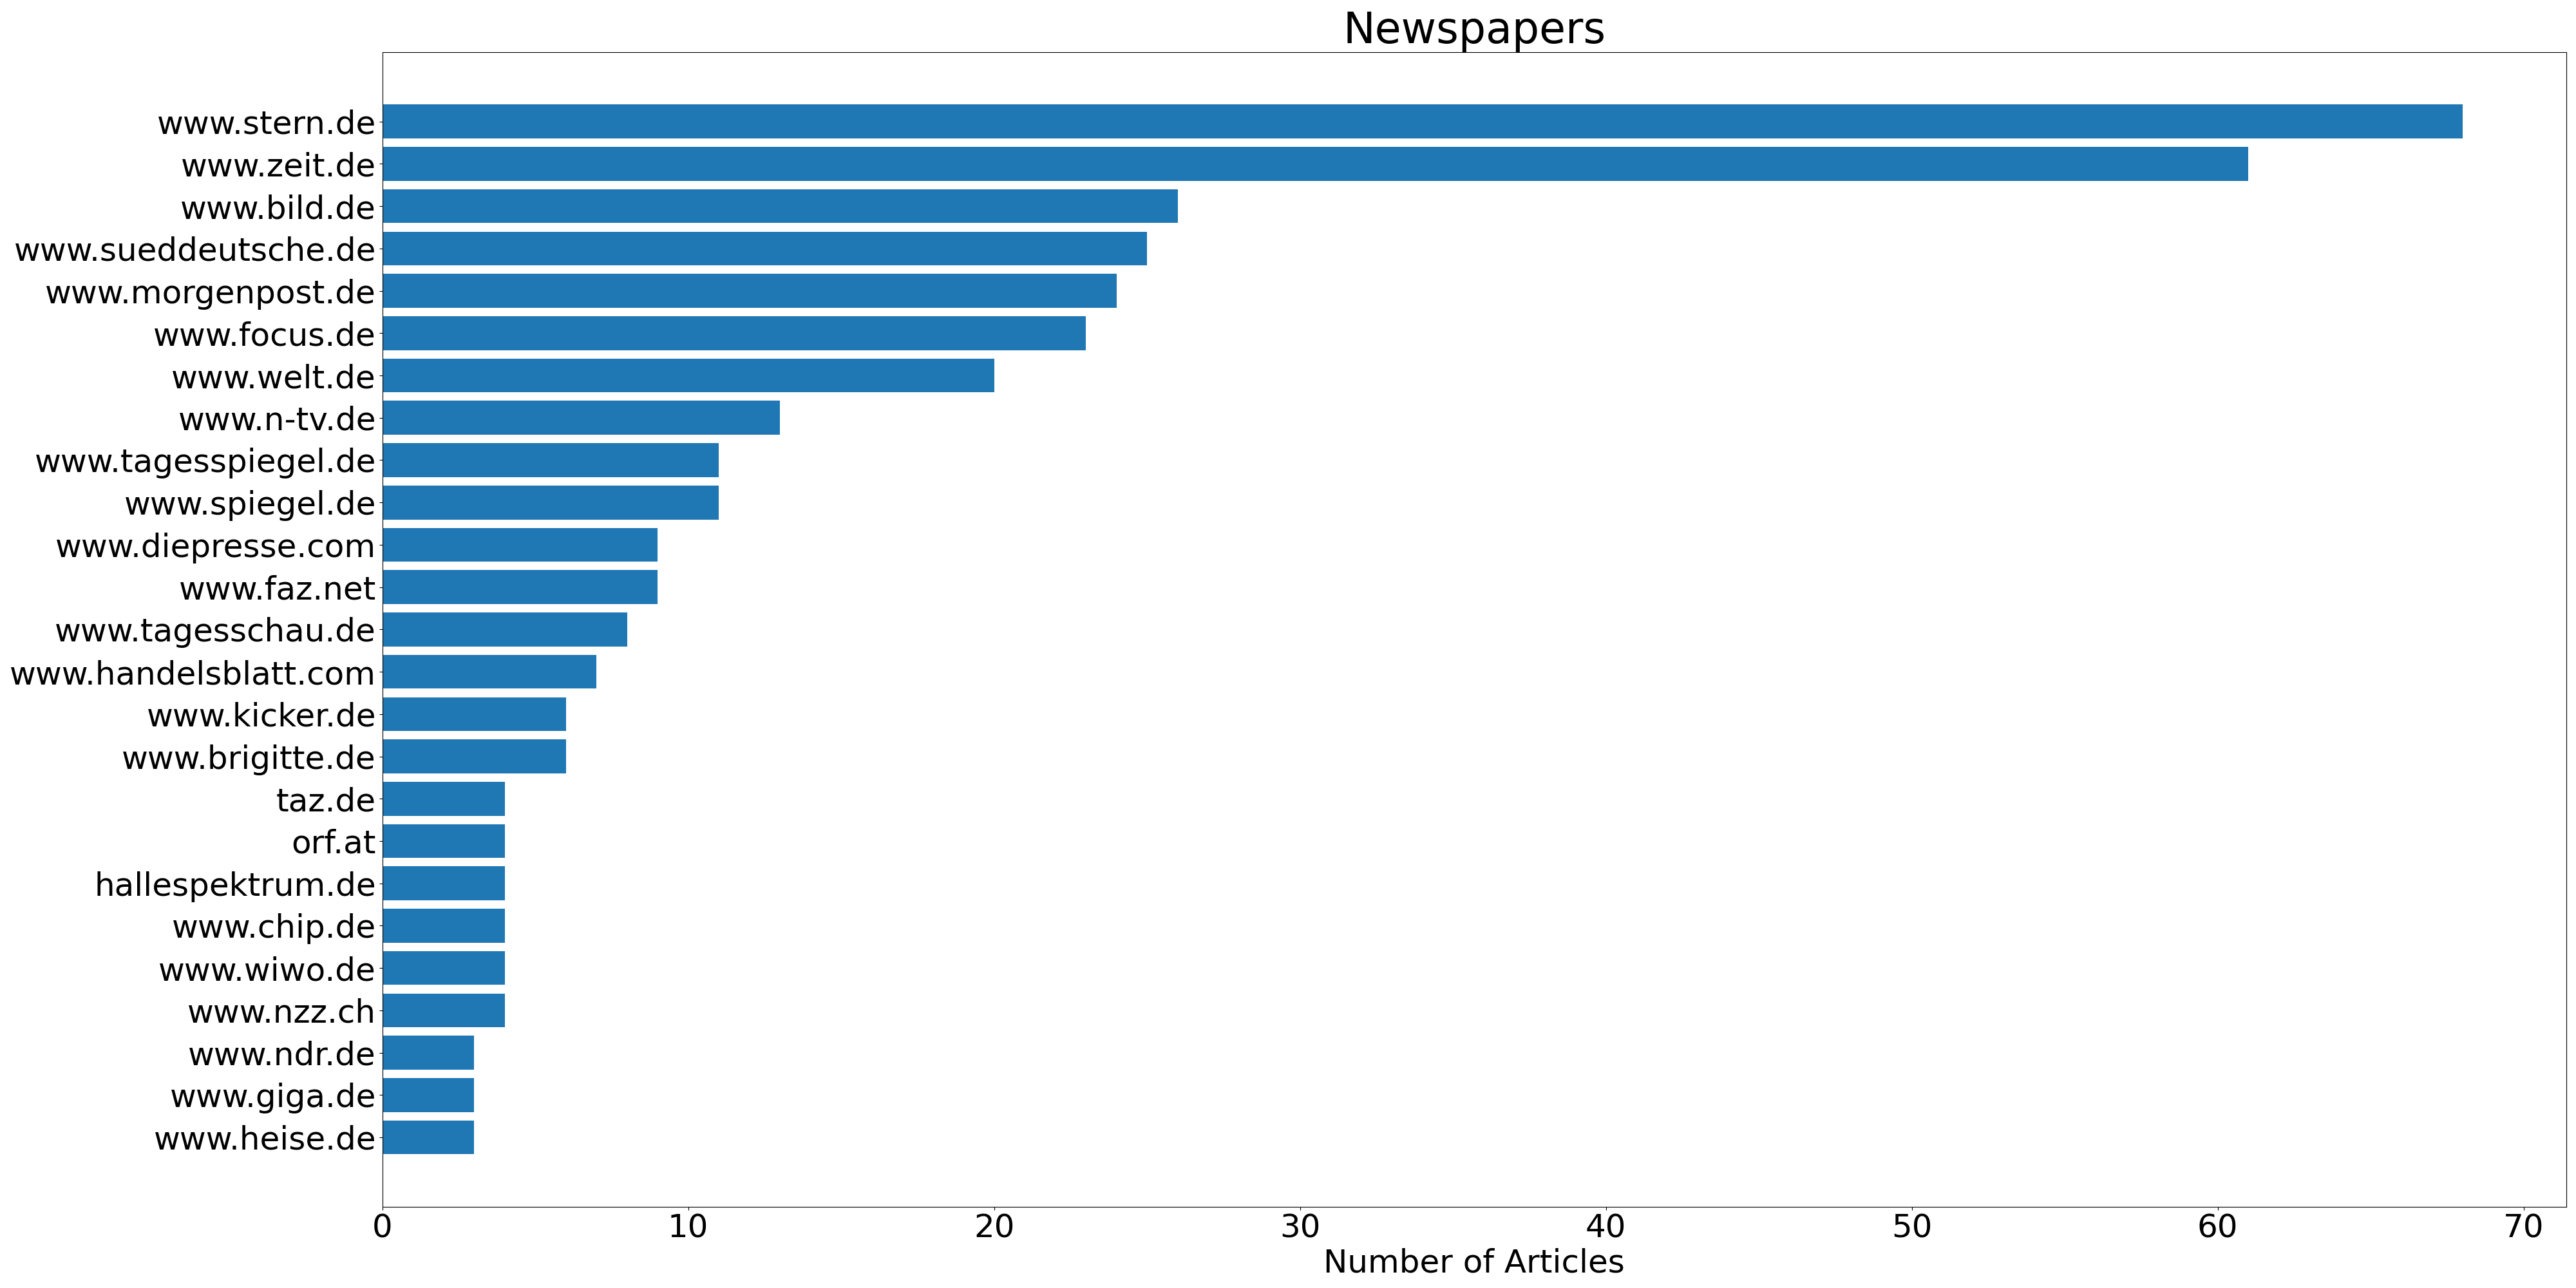 Newspapers
www.stern.de
www.zeit.de
www.bild.de
www.sueddeutsche.de
www.morgenpost.de
www.focus.de
www.welt.de
www.n-tv.de
www.tagesspiegel.de
www.spiegel.de
www.diepresse.com
www.faz.net
www.tagesschau.de
www.handelsblatt.com
www.kicker.de
www.brigitte.de
taz.de
orf.at
hallespektrum.de
www.chip.de
www.wiwo.de
www.nzz.ch
www.ndr.de
www.giga.de
www.heise.de
0 10 20 30 40 50 60 70
Number of Articles